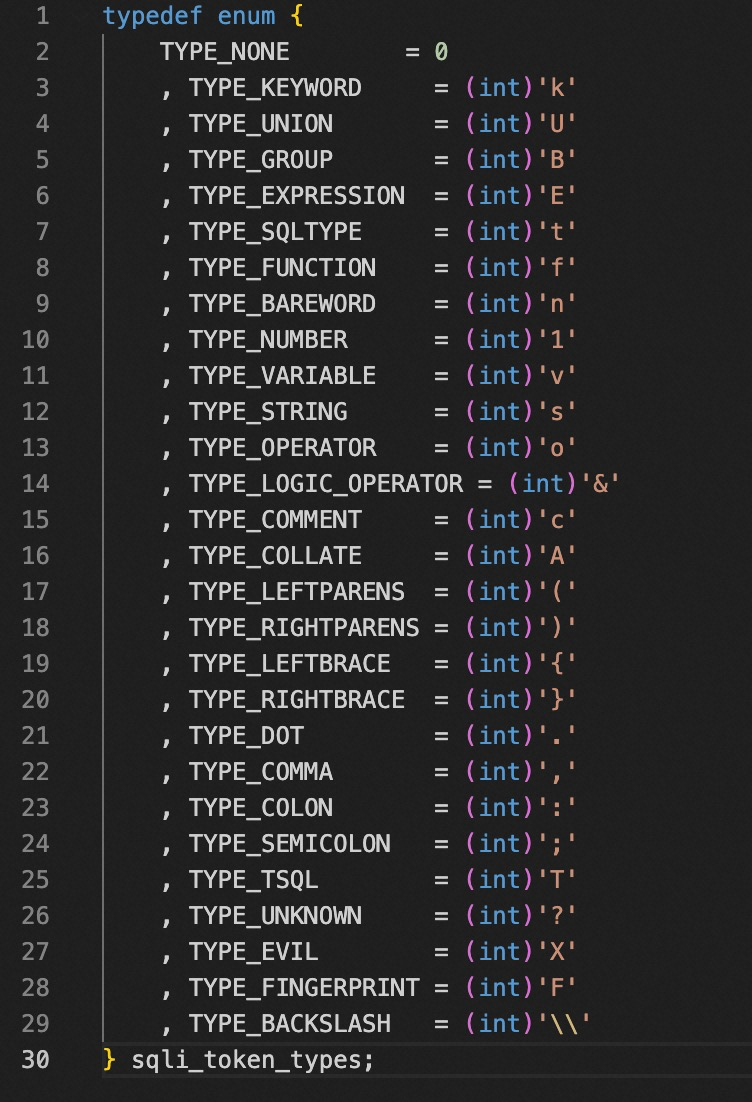 1 typedef enum {
2     TYPE_NONE        = 0
3     , TYPE_KEYWORD     = (int)'k'
4     , TYPE_UNION       = (int)'U'
5     , TYPE_GROUP       = (int)'B'
6     , TYPE_EXPRESSION  = (int)'E'
7     , TYPE_SQLTYPE     = (int)'t'
8     , TYPE_FUNCTION    = (int)'f'
9     , TYPE_BAREWORD    = (int)'n'
10     , TYPE_NUMBER      = (int)'1'
11     , TYPE_VARIABLE    = (int)'v'
12     , TYPE_STRING      = (int)'s'
13     , TYPE_OPERATOR    = (int)'o'
14     , TYPE_LOGIC_OPERATOR = (int)'&'
15     , TYPE_COMMENT     = (int)'c'
16     , TYPE_COLLATE     = (int)'A'
17     , TYPE_LEFTPARENS  = (int)'('
18     , TYPE_RIGHTPARENS = (int)')'
19     , TYPE_LEFTBRACE   = (int)'{'
20     , TYPE_RIGHTBRACE  = (int)'}'
21     , TYPE_DOT         = (int)'.'
22     , TYPE_COMMA       = (int)','
23     , TYPE_COLON       = (int)':'
24     , TYPE_SEMICOLON   = (int)';'
25     , TYPE_TSQL        = (int)'T'
26     , TYPE_UNKNOWN     = (int)'?'
27     , TYPE_EVIL        = (int)'X'
28     , TYPE_FINGERPRINT = (int)'F'
29     , TYPE_BACKSLASH   = (int)'\\'
30 } sqli_token_types;